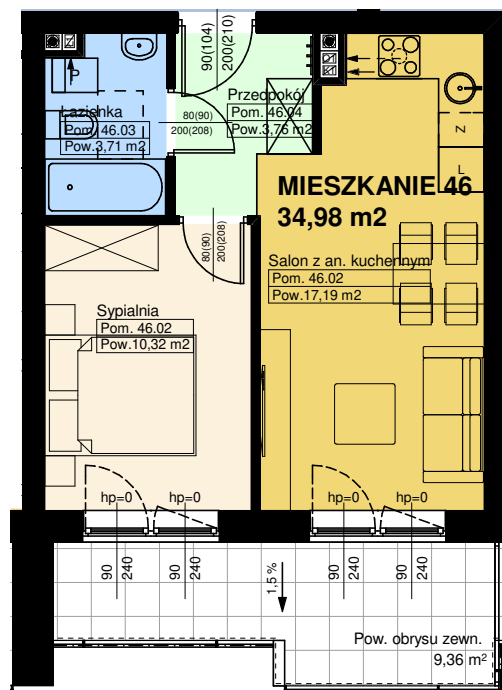 90(104)
200(210)
P
Łazienka
Pom. 46.03
Pow.3,71 m2
80(90)
200(208)
Przedpokój
Pom. 46.04
Pow.3,76 m2
Z
L
MIESZKANIE 46
34,98 m2
80(90)
200(208)
Salon z an. kuchennym
Pom. 46.02
Pow.17,19 m2
Sypialnia
Pom. 46.02
Pow.10,32 m2
hp=0
hp=0
hp=0
hp=0
90
240
90
240
1,5 %
90
240
90
240
Pow. obrysu zewn.
9,36 m²